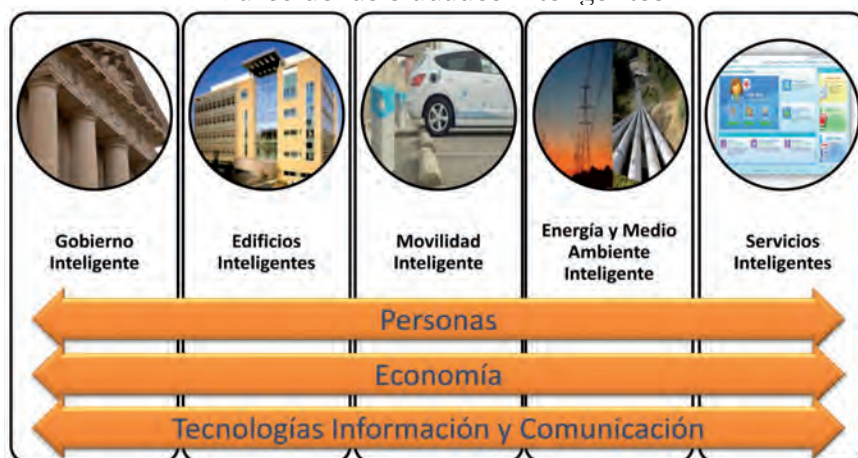 Gobierno
Inteligente
Edificios
Inteligentes
Movilidad
Inteligente
Energía y Medio
Ambiente
Inteligente
Servicios
Inteligentes
Personas
Economía
Tecnologías Información y Comunicación